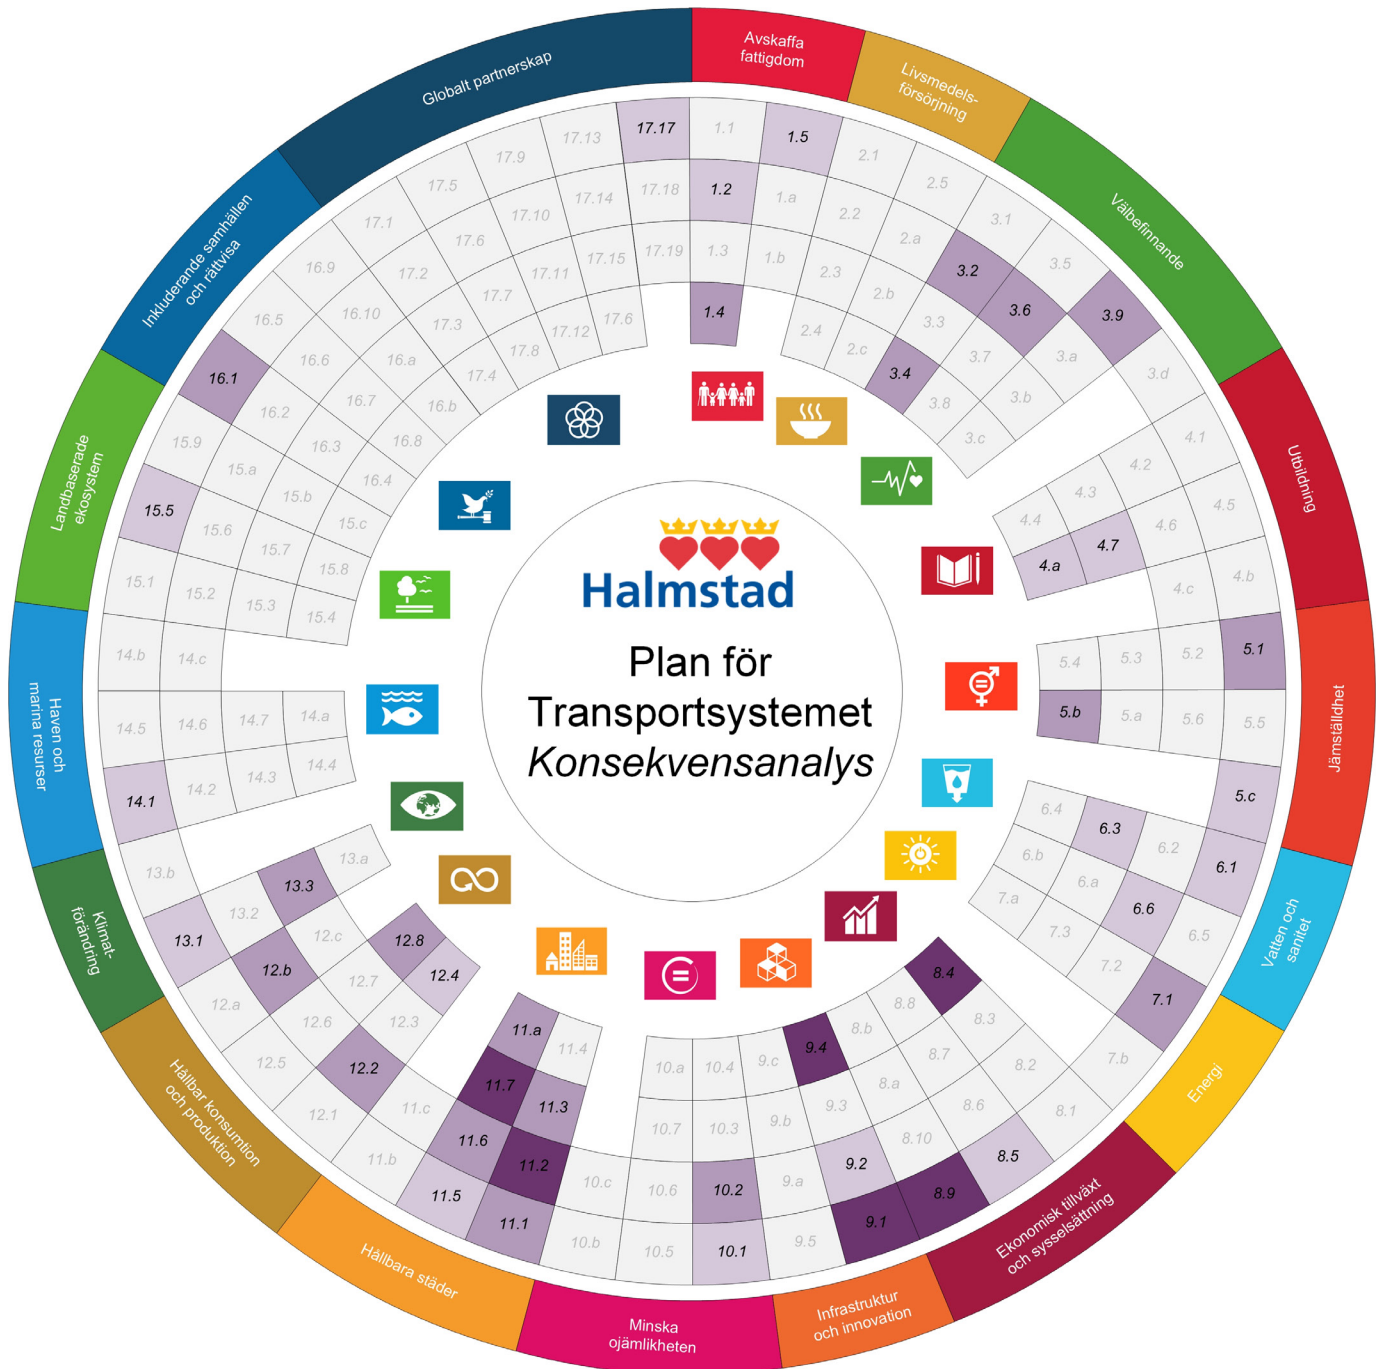 Halmstad
Plan för
Transportsystemet
Konsekvensanalys
Avskaffa
fattigdom
Livsmedels-
försörjning
Välbefinnande
Utbildning
Jämställdhet
Vatten och
sanitet
Energi
Ekonomisk tillväxt
och sysselsättning
Infrastruktur
och innovation
Minska
ojämlikheten
Hållbara städer
Hållbar konsumtion
och produktion
Klimat-
förändring
Haven och
marina resurser
Landbaserade
ekosystem
Inkluderande samhällen
och rättvisa
Globalt partnerskap
1.1
1.2
1.3
1.4
1.5
1.a
1.b
2.1
2.2
2.3
2.4
2.5
2.a
2.b
2.c
3.1
3.2
3.3
3.4
3.5
3.6
3.7
3.8
3.9
3.a
3.b
3.c
3.d
4.1
4.2
4.3
4.4
4.5
4.6
4.7
4.a
4.b
4.c
5.1
5.2
5.3
5.4
5.5
5.6
5.a
5.b
5.c
6.1
6.2
6.3
6.4
6.5
6.6
6.a
6.b
7.1
7.2
7.3
7.a
7.b
8.1
8.2
8.3
8.4
8.5
8.6
8.7
8.8
8.9
8.10
8.a
8.b
9.1
9.2
9.3
9.4
9.5
9.a
9.b
9.c
10.1
10.2
10.3
10.4
10.5
10.6
10.7
10.a
10.b
10.c
11.1
11.2
11.3
11.4
11.5
11.6
11.7
11.a
11.b
11.c
12.1
12.2
12.3
12.4
12.5
12.6
12.7
12.8
12.a
12.b
12.c
13.1
13.2
13.3
13.a
13.b
14.1
14.2
14.3
14.4
14.5
14.6
14.7
14.a
14.b
14.c
15.1
15.2
15.3
15.4
15.5
15.6
15.7
15.8
15.9
15.a
15.b
15.c
16.1
16.2
16.3
16.4
16.5
16.6
16.7
16.8
16.9
16.10
16.a
16.b
17.1
17.2
17.3
17.4
17.5
17.6
17.7
17.8
17.9
17.10
17.11
17.12
17.13
17.14
17.15
17.6
17.17
17.18
17.19